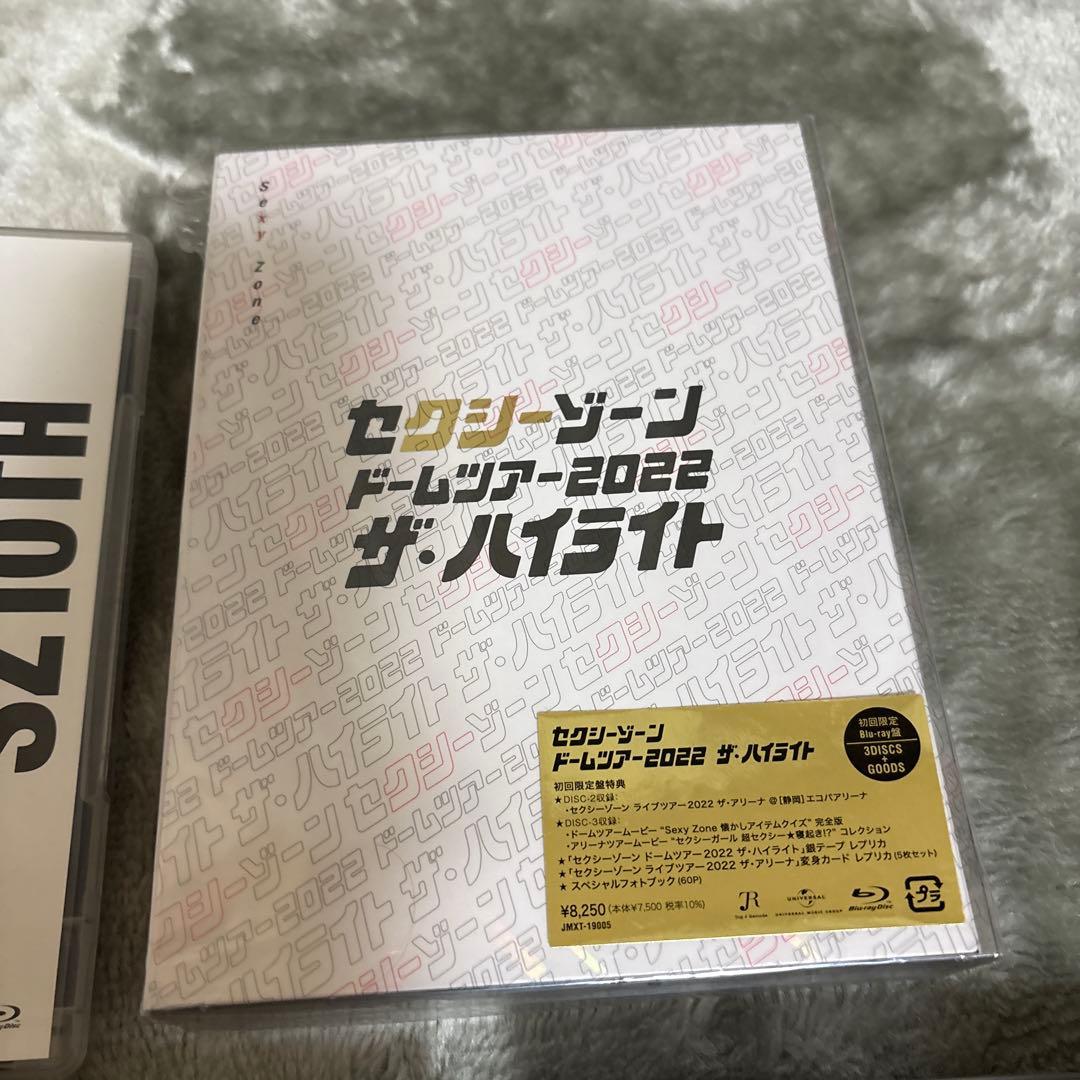 Sexy Zone
セクシーゾーン
ドームツアー2022
ザ・ハイライト
セクシーゾーン
ドームツアー2022 ザ・ハイライト
初回限定
Blu-ray盤
3DISCS
+
GOODS
初回限定盤特典
★DISC-2収録:
・セクシーゾーン ライブツアー2022 ザ・アリーナ @[静岡]エコパアリーナ
★DISC-3収録:
・ドームツアームービー "Sexy Zone 懐かしアイテムクイズ" 完全版
・アリーナツアームービー "セクシーガール 超セクシー★寝起き!?" コレクション
★「セクシーゾーン ドームツアー2022 ザ・ハイライト」銀テープ レプリカ
★「セクシーゾーン ライブツアー2022 ザ・アリーナ」変身カード レプリカ(5枚セット)
★ スペシャルフォトブック(60P)
¥8,250(本体¥7,500 税率10%)
JMXT-19005
JR
Top J Records
UNIVERSAL
UNIVERSAL MUSIC GROUP
Blu-ray Disc
プラ
SZ10TH